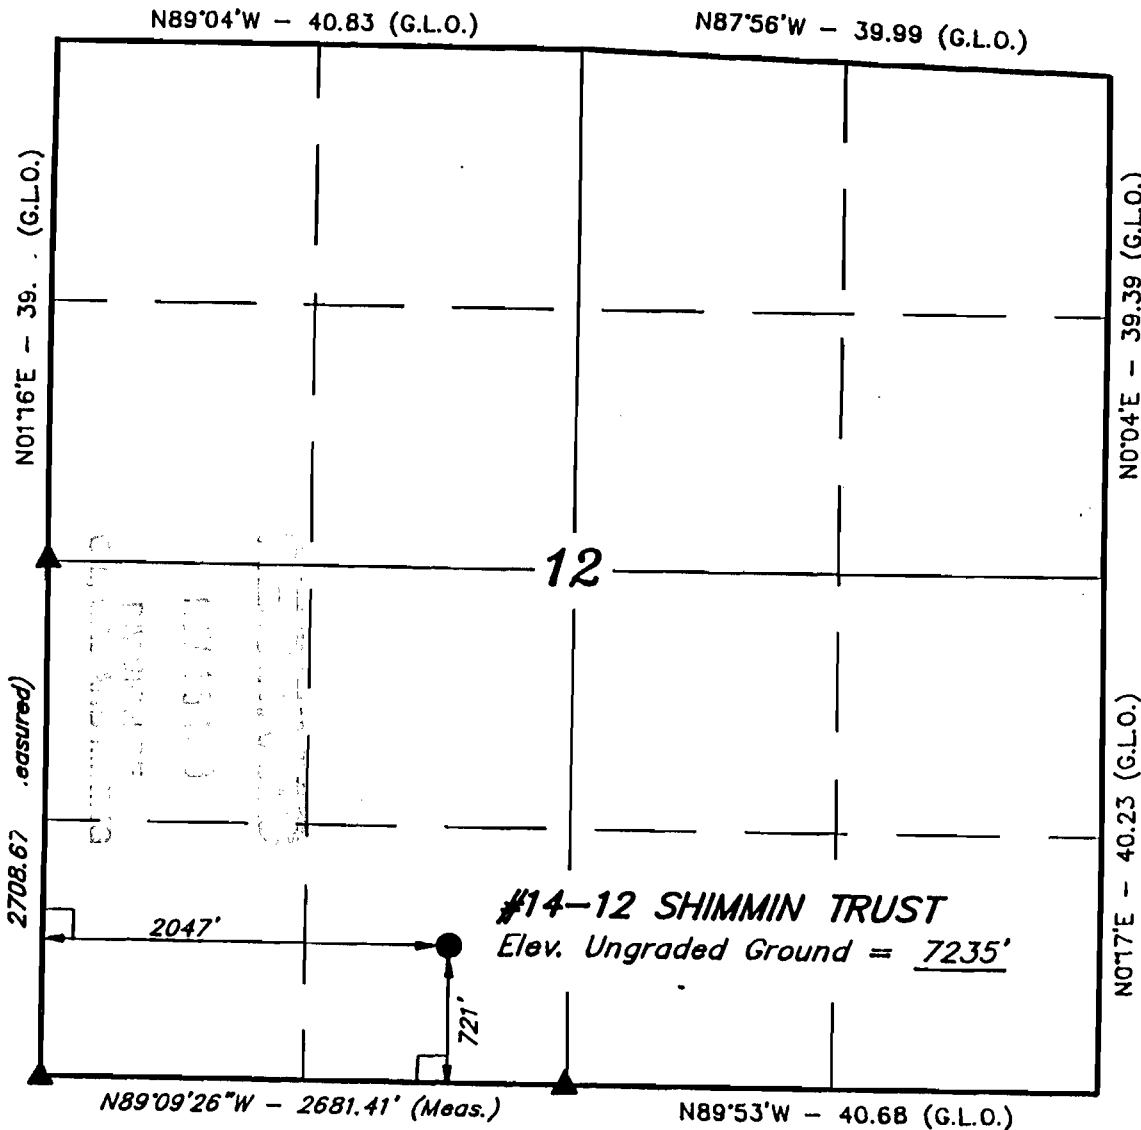 N89°04'W – 40.83 (G.L.O.)
N87°56'W – 39.99 (G.L.O.)
N01°16'E – 39. (G.L.O.)
N0°04'E – 39.39 (G.L.O.)
12
2708.67 .easured)
#14–12 SHIMMIN TRUST
Elev. Ungraded Ground = 7235'
2047'
721'
N0°17'E – 40.23 (G.L.O.)
N89°09'26"W – 2681.41' (Meas.)
N89°53'W – 40.68 (G.L.O.)